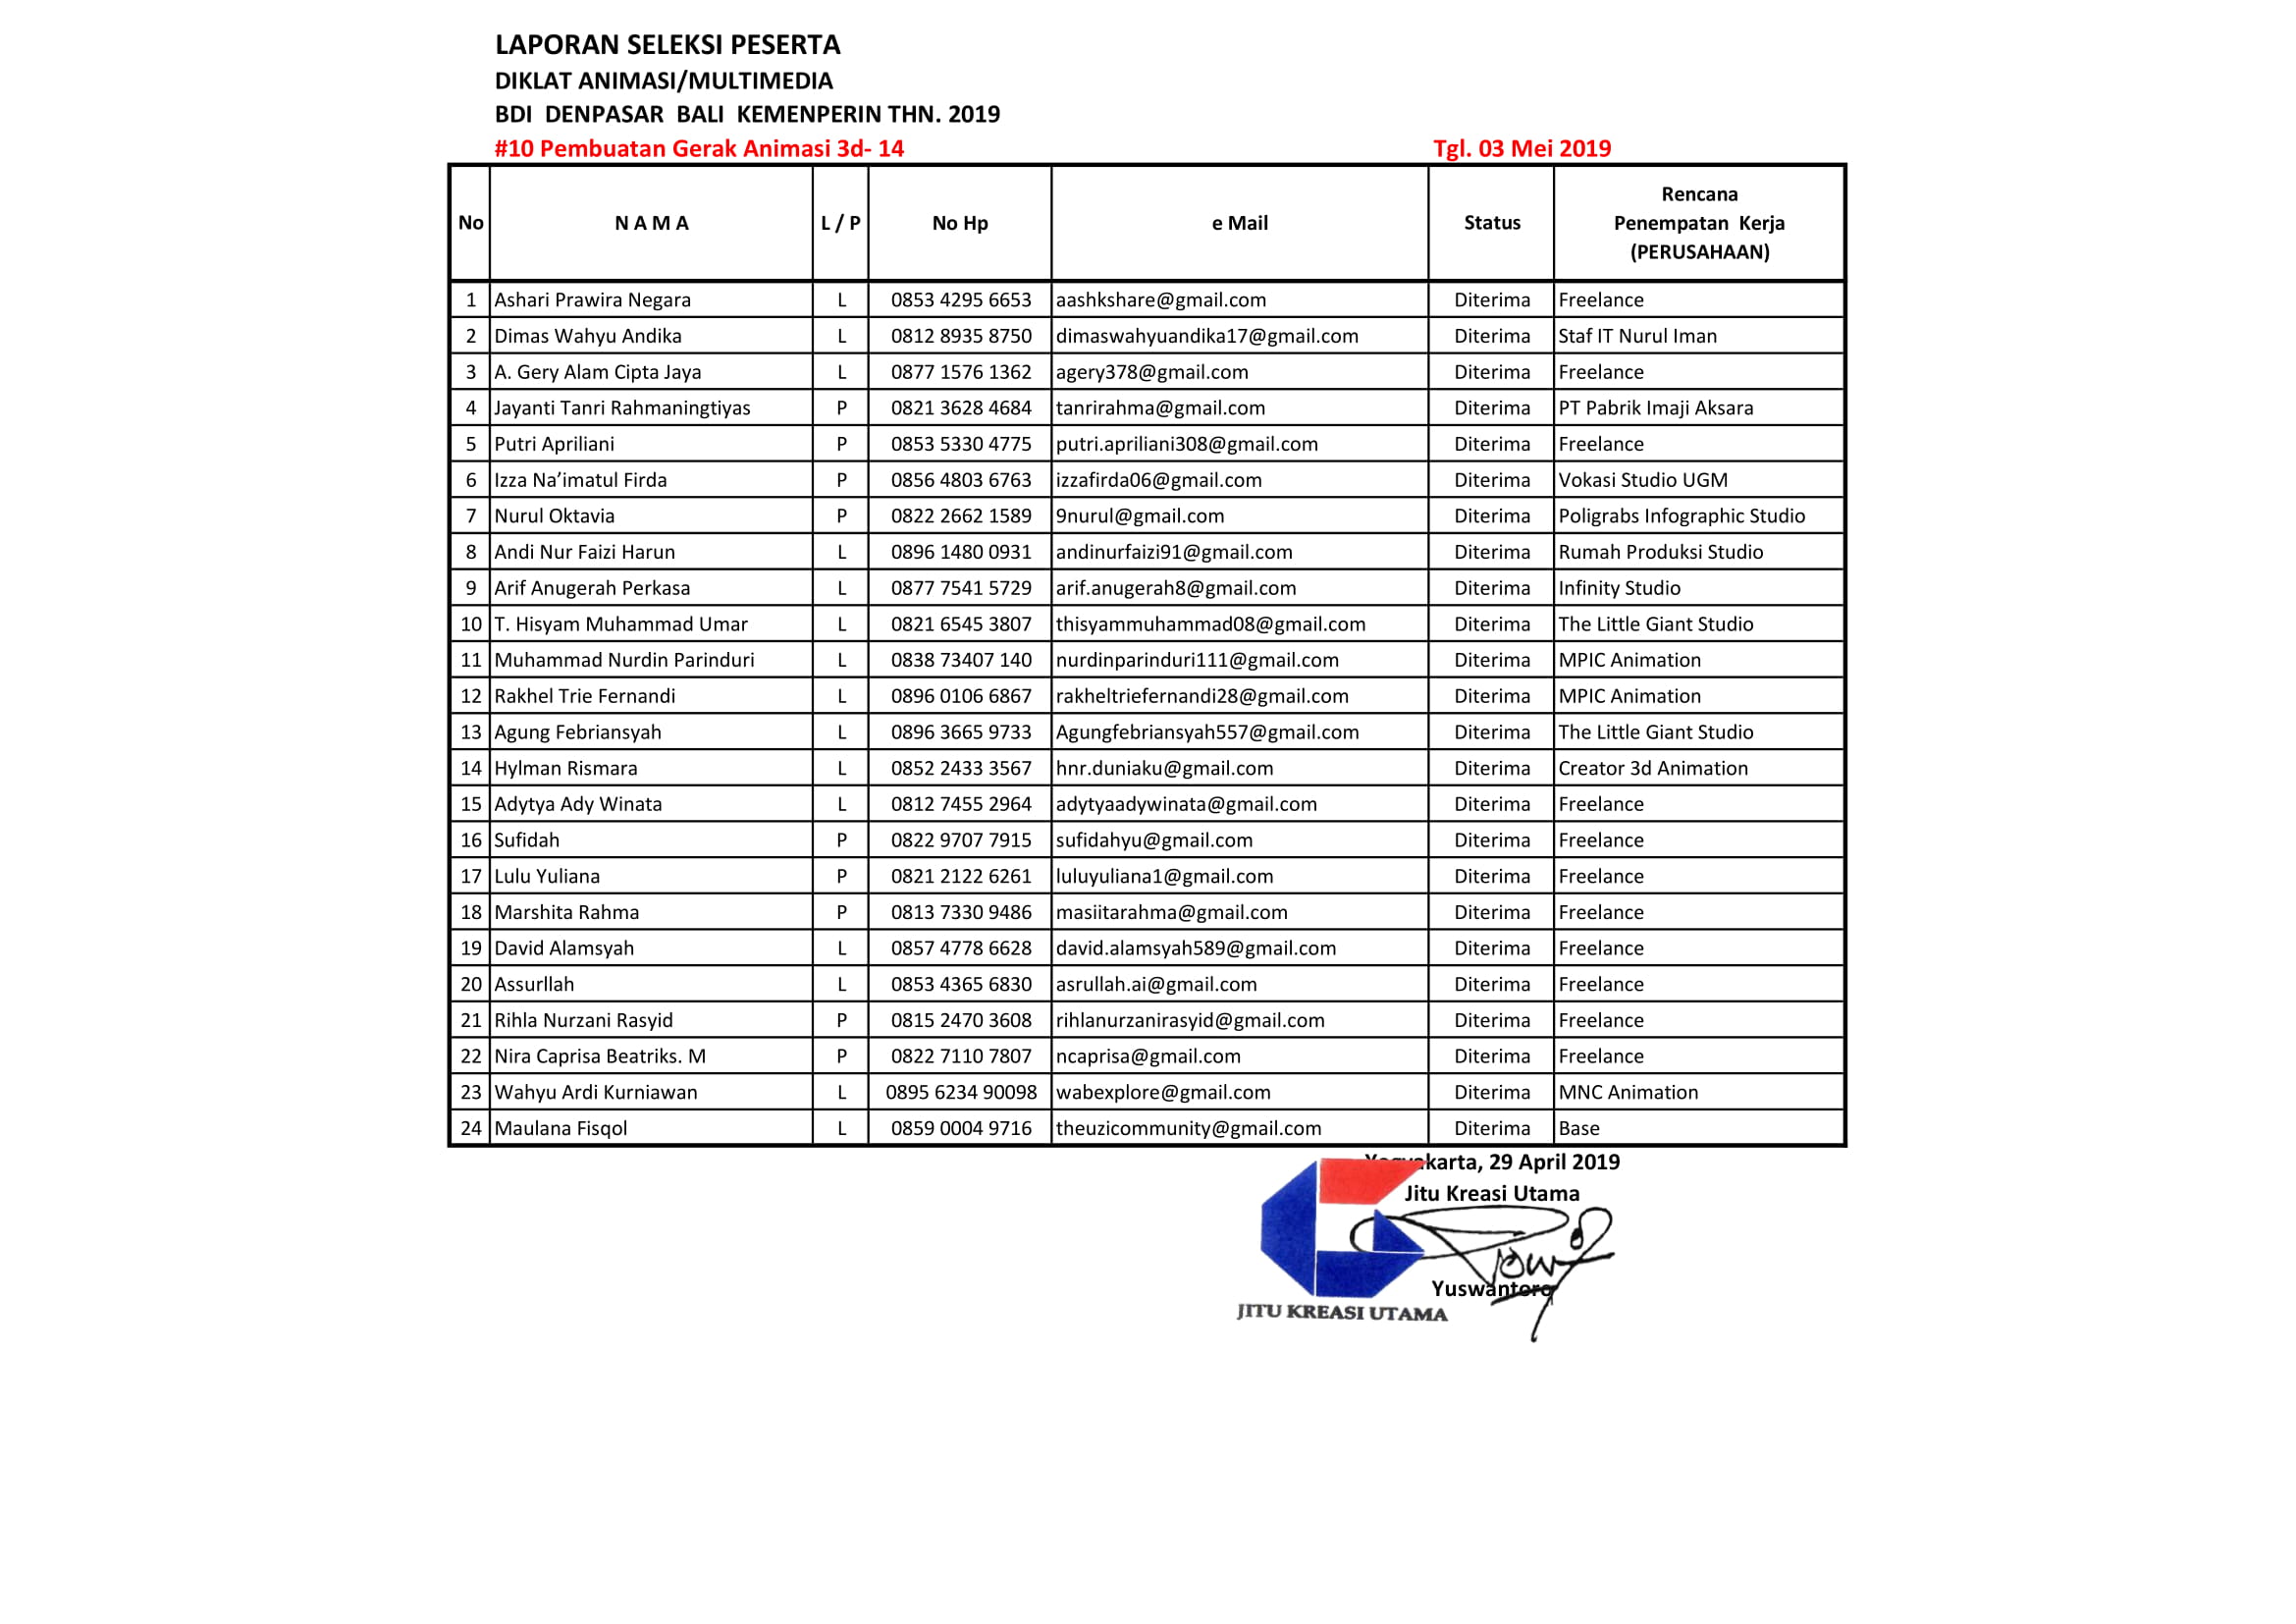 LAPORAN SELEKSI PESERTA
DIKLAT ANIMASI/MULTIMEDIA
BDI DENPASAR BALI KEMENPERIN THN. 2019
#10 Pembuatan Gerak Animasi 3d- 14 Tgl. 03 Mei 2019
No N A M A L / P No Hp e Mail Status Rencana Penempatan Kerja (PERUSAHAAN)
1 Ashari Prawira Negara L 0853 4295 6653 aashkshare@gmail.com Diterima Freelance
2 Dimas Wahyu Andika L 0812 8935 8750 dimaswahyuandika17@gmail.com Diterima Staf IT Nurul Iman
3 A. Gery Alam Cipta Jaya L 0877 1576 1362 agery378@gmail.com Diterima Freelance
4 Jayanti Tanri Rahmaningtiyas P 0821 3628 4684 tanrirahma@gmail.com Diterima PT Pabrik Imaji Aksara
5 Putri Apriliani P 0853 5330 4775 putri.apriliani308@gmail.com Diterima Freelance
6 Izza Na’imatul Firda P 0856 4803 6763 izzafirda06@gmail.com Diterima Vokasi Studio UGM
7 Nurul Oktavia P 0822 2662 1589 9nurul@gmail.com Diterima Poligrabs Infographic Studio
8 Andi Nur Faizi Harun L 0896 1480 0931 andinurfaizi91@gmail.com Diterima Rumah Produksi Studio
9 Arif Anugerah Perkasa L 0877 7541 5729 arif.anugerah8@gmail.com Diterima Infinity Studio
10 T. Hisyam Muhammad Umar L 0821 6545 3807 thisyammuhammad08@gmail.com Diterima The Little Giant Studio
11 Muhammad Nurdin Parinduri L 0838 73407 140 nurdinparinduri111@gmail.com Diterima MPIC Animation
12 Rakhel Trie Fernandi L 0896 0106 6867 rakheltriefernandi28@gmail.com Diterima MPIC Animation
13 Agung Febriansyah L 0896 3665 9733 Agungfebriansyah557@gmail.com Diterima The Little Giant Studio
14 Hylman Rismara L 0852 2433 3567 hnr.duniaku@gmail.com Diterima Creator 3d Animation
15 Adytya Ady Winata L 0812 7455 2964 adytyaadywinata@gmail.com Diterima Freelance
16 Sufidah P 0822 9707 7915 sufidahyu@gmail.com Diterima Freelance
17 Lulu Yuliana P 0821 2122 6261 luluyuliana1@gmail.com Diterima Freelance
18 Marshita Rahma P 0813 7330 9486 masiitarahma@gmail.com Diterima Freelance
19 David Alamsyah L 0857 4778 6628 david.alamsyah589@gmail.com Diterima Freelance
20 Assurllah L 0853 4365 6830 asrullah.ai@gmail.com Diterima Freelance
21 Rihla Nurzani Rasyid P 0815 2470 3608 rihlanurzanirasyid@gmail.com Diterima Freelance
22 Nira Caprisa Beatriks. M P 0822 7110 7807 ncaprisa@gmail.com Diterima Freelance
23 Wahyu Ardi Kurniawan L 0895 6234 90098 wabexplore@gmail.com Diterima MNC Animation
24 Maulana Fisqol L 0859 0004 9716 theuzicommunity@gmail.com Diterima Base
Yogyakarta, 29 April 2019
Jitu Kreasi Utama
Yuswantoro
JITU KREASI UTAMA